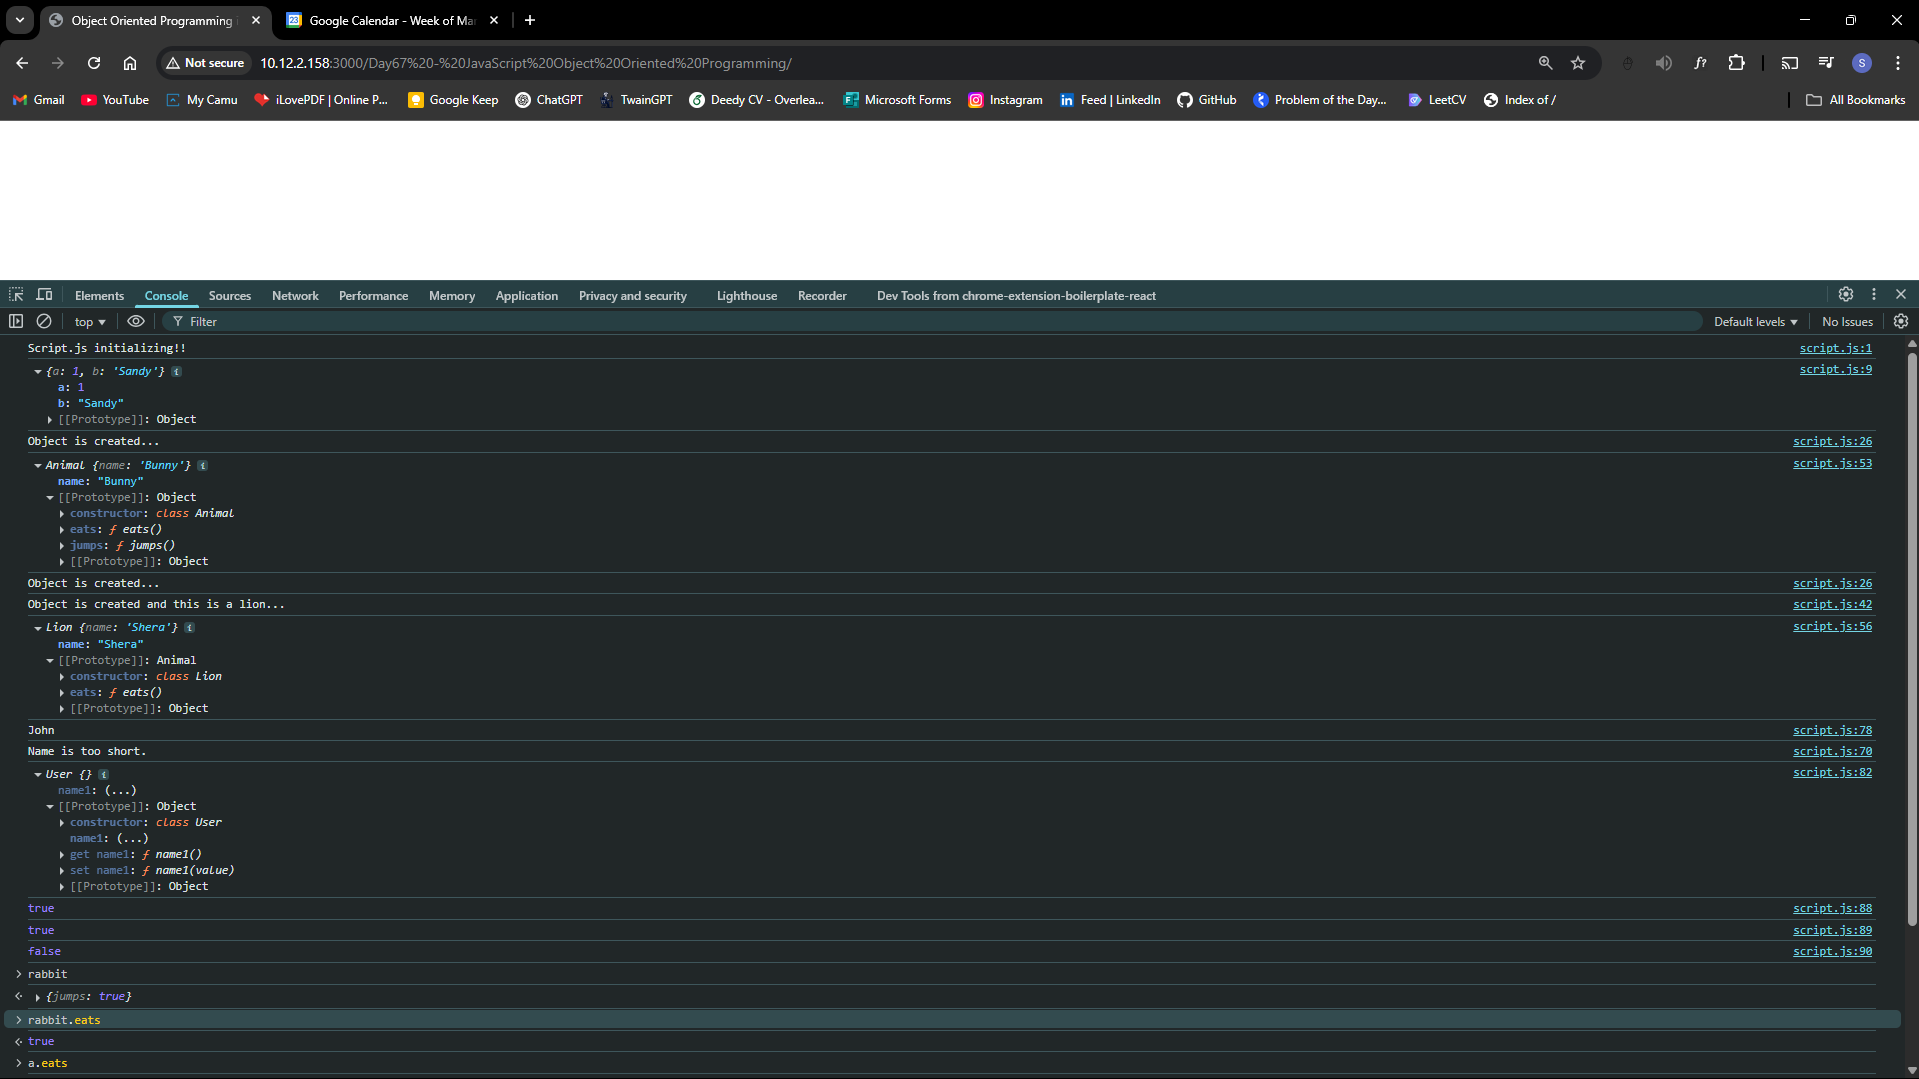 Object Oriented Programming
Google Calendar - Week of Ma
Not secure
10.12.2.158:3000/Day67%20-%20JavaScript%20Object%20Oriented%20Programming/
f?
S
Gmail
YouTube
My Camu
iLovePDF | Online P...
Google Keep
ChatGPT
TwainGPT
Deedy CV - Overlea...
Microsoft Forms
Instagram
Feed | LinkedIn
GitHub
Problem of the Day...
LeetCV
Index of /
All Bookmarks
Elements
Console
Sources
Network
Performance
Memory
Application
Privacy and security
Lighthouse
Recorder
Dev Tools from chrome-extension-boilerplate-react
top
Filter
Default levels
No Issues
Script.js initializing!! script.js:1
{a: 1, b: 'Sandy'} script.js:9
a: 1
b: "Sandy"
[[Prototype]]: Object
Object is created... script.js:26
Animal {name: 'Bunny'} script.js:53
name: "Bunny"
[[Prototype]]: Object
constructor: class Animal
eats: ƒ eats()
jumps: ƒ jumps()
[[Prototype]]: Object
Object is created... script.js:26
Object is created and this is a lion... script.js:42
Lion {name: 'Shera'} script.js:56
name: "Shera"
[[Prototype]]: Animal
constructor: class Lion
eats: ƒ eats()
[[Prototype]]: Object
John script.js:78
Name is too short. script.js:70
User {} script.js:82
name1: (...)
[[Prototype]]: Object
constructor: class User
name1: (...)
get name1: ƒ name1()
set name1: ƒ name1(value)
[[Prototype]]: Object
true script.js:88
true script.js:89
false script.js:90
rabbit
{jumps: true}
rabbit.eats
true
a.eats